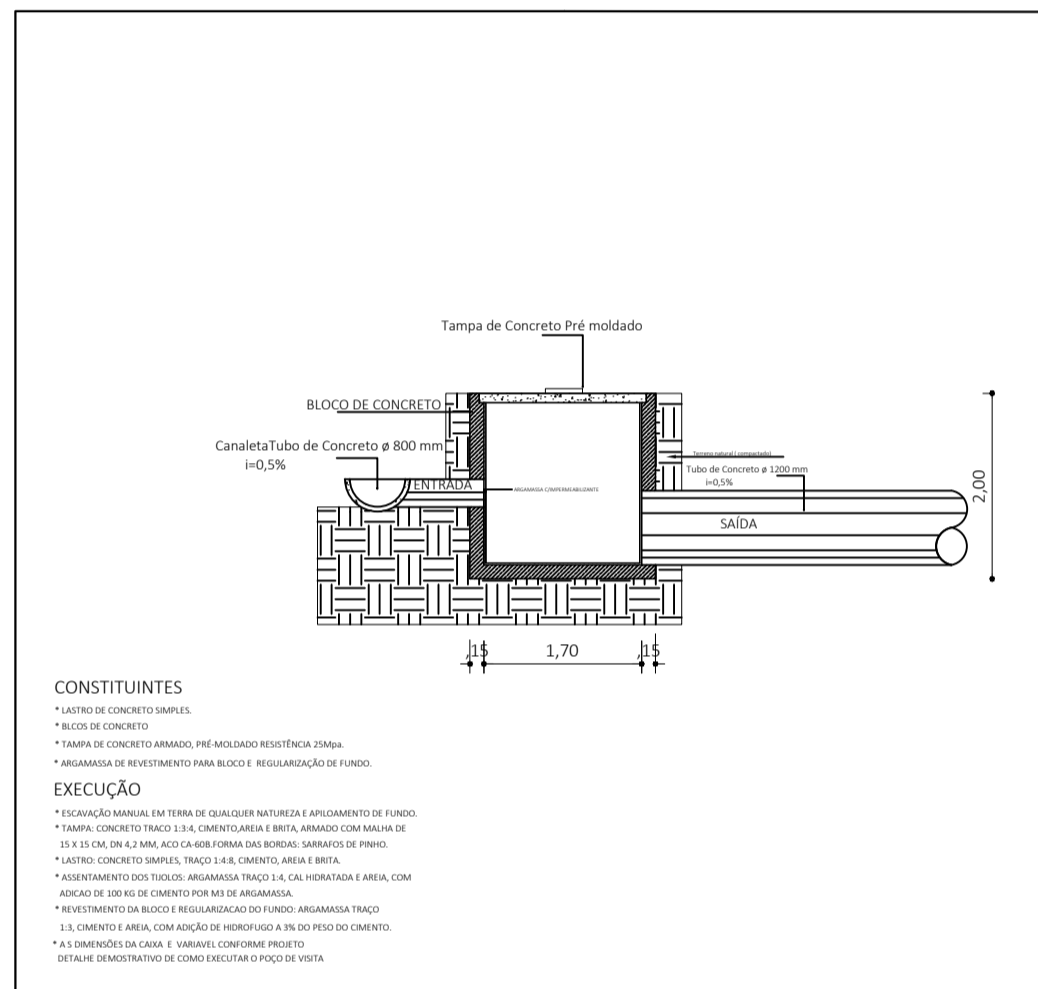 Tampa de Concreto Pré moldado
BLOCO DE CONCRETO
CanaletaTubo de Concreto ø 800 mm
i=0,5%
ENTRADA
ARGAMASSA C/IMPERMEABILIZANTE
Terreno natural ( compactado)
Tubo de Concreto ø 1200 mm
i=0,5%
SAÍDA
2,00
,15
1,70
,15
CONSTITUINTES
* LASTRO DE CONCRETO SIMPLES.
* BLCOS DE CONCRETO
* TAMPA DE CONCRETO ARMADO, PRÉ-MOLDADO RESISTÊNCIA 25Mpa.
* ARGAMASSA DE REVESTIMENTO PARA BLOCO E REGULARIZAÇÃO DE FUNDO.
EXECUÇÃO
* ESCAVAÇÃO MANUAL EM TERRA DE QUALQUER NATUREZA E APILOAMENTO DE FUNDO.
* TAMPA: CONCRETO TRACO 1:3:4, CIMENTO,AREIA E BRITA, ARMADO COM MALHA DE
15 X 15 CM, DN 4,2 MM, ACO CA-60B.FORMA DAS BORDAS: SARRAFOS DE PINHO.
* LASTRO: CONCRETO SIMPLES, TRAÇO 1:4:8, CIMENTO, AREIA E BRITA.
* ASSENTAMENTO DOS TIJOLOS: ARGAMASSA TRAÇO 1:4, CAL HIDRATADA E AREIA, COM
ADICAO DE 100 KG DE CIMENTO POR M3 DE ARGAMASSA.
* REVESTIMENTO DA BLOCO E REGULARIZACAO DO FUNDO: ARGAMASSA TRAÇO
1:3, CIMENTO E AREIA, COM ADIÇÃO DE HIDROFUGO A 3% DO PESO DO CIMENTO.
* A S DIMENSÕES DA CAIXA E VARIAVEL CONFORME PROJETO
DETALHE DEMOSTRATIVO DE COMO EXECUTAR O POÇO DE VISITA